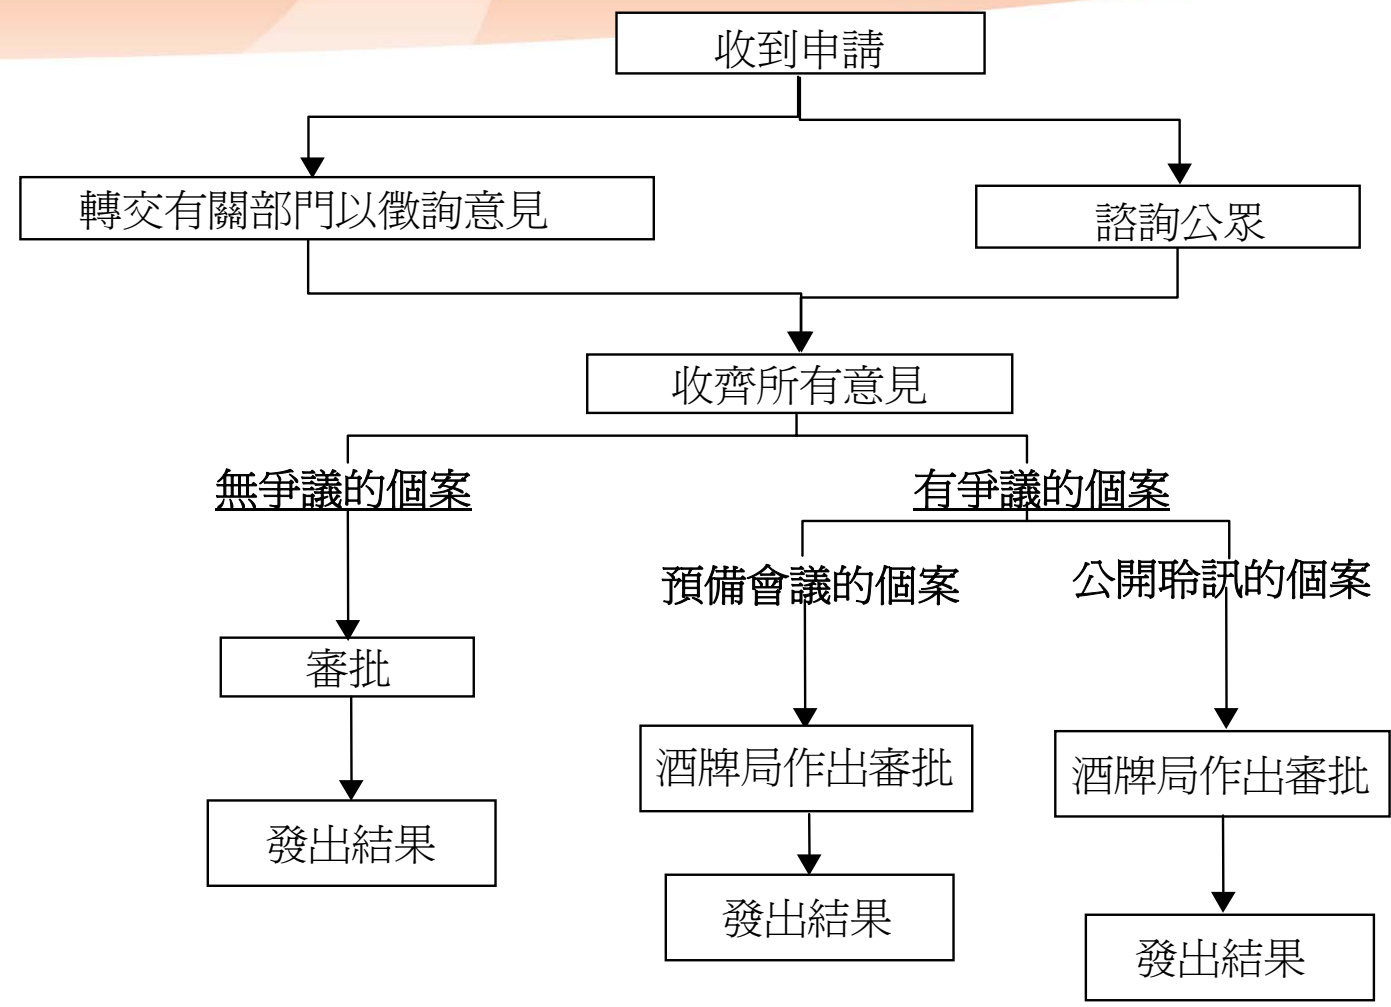 收到申請
轉交有關部門以徵詢意見
諮詢公眾
收齊所有意見
無爭議的個案
有爭議的個案
預備會議的個案
公開聆訊的個案
審批
酒牌局作出審批
酒牌局作出審批
發出結果
發出結果
發出結果